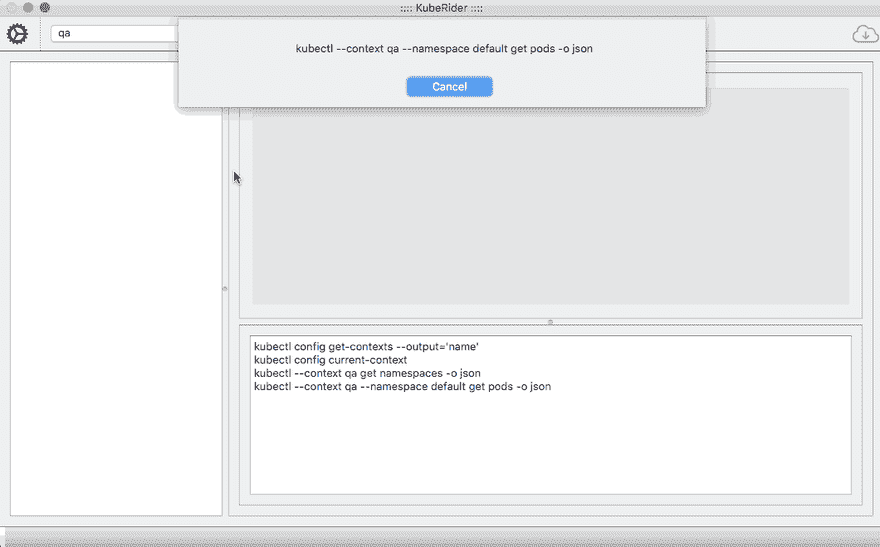 :::: KubeRider ::::
qa
kubectl --context qa --namespace default get pods -o json
Cancel
kubectl config get-contexts --output='name'
kubectl config current-context
kubectl --context qa get namespaces -o json
kubectl --context qa --namespace default get pods -o json